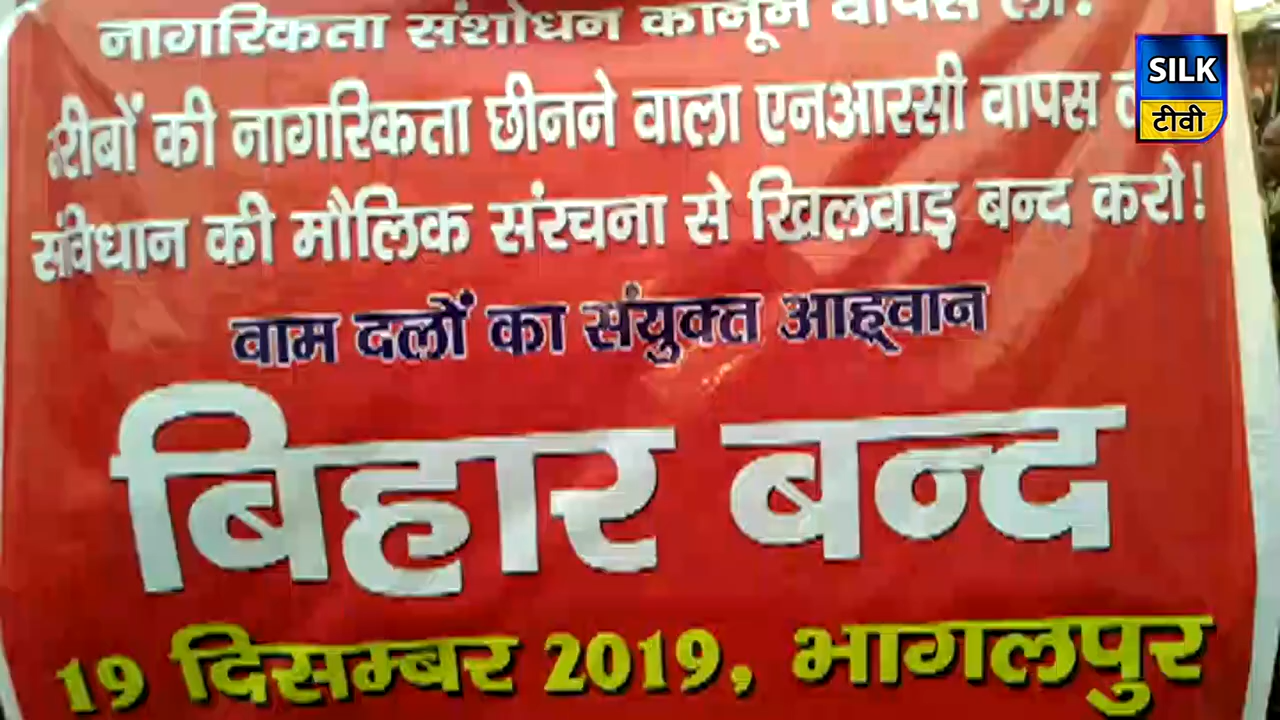 नागरिकता संशोधन कानूम वापस लो!
रीबों की नागरिकता छीनने वाला एनआरसी वापस
संविधान की मौलिक संरचना से खिलवाड़ बन्द करो!
वाम दलों का संयुक्त आह्वान
बिहार बन्द
19 दिसम्बर 2019, भागलपुर
SILK
टीवी